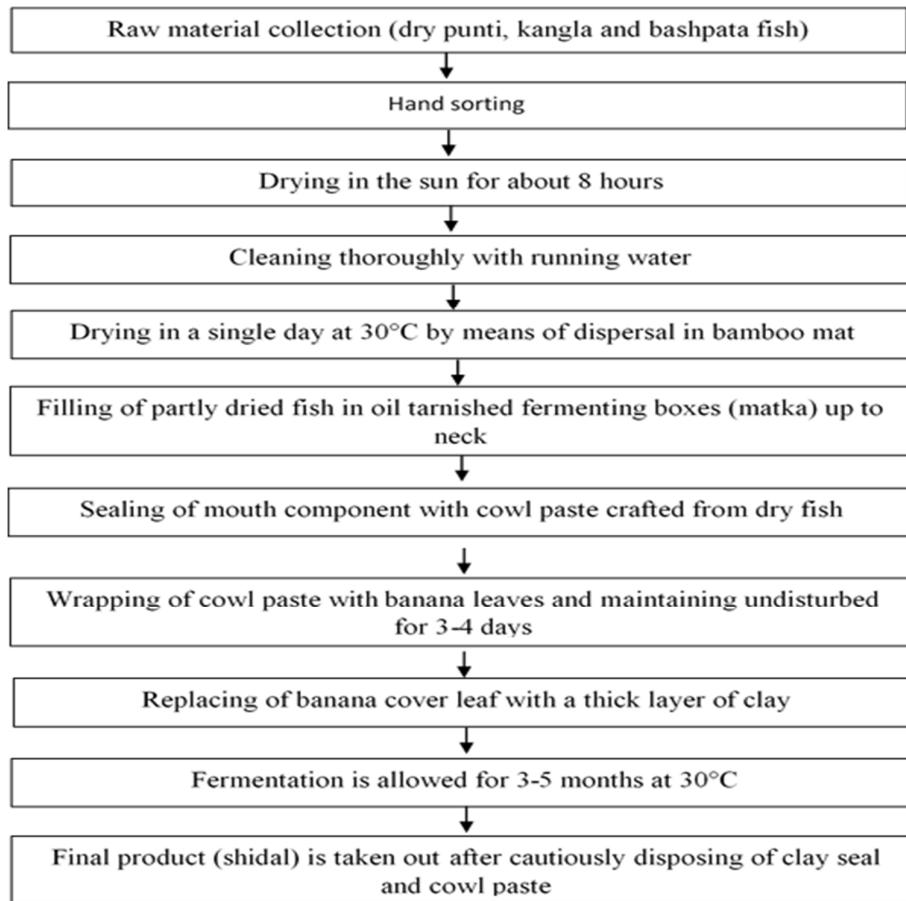 Raw material collection (dry punti, kangla and bashpata fish)
Hand sorting
Drying in the sun for about 8 hours
Cleaning thoroughly with running water
Drying in a single day at 30°C by means of dispersal in bamboo mat
Filling of partly dried fish in oil tarnished fermenting boxes (matka) up to
neck
Sealing of mouth component with cowl paste crafted from dry fish
Wrapping of cowl paste with banana leaves and maintaining undisturbed
for 3-4 days
Replacing of banana cover leaf with a thick layer of clay
Fermentation is allowed for 3-5 months at 30°C
Final product (shidal) is taken out after cautiously disposing of clay seal
and cowl paste